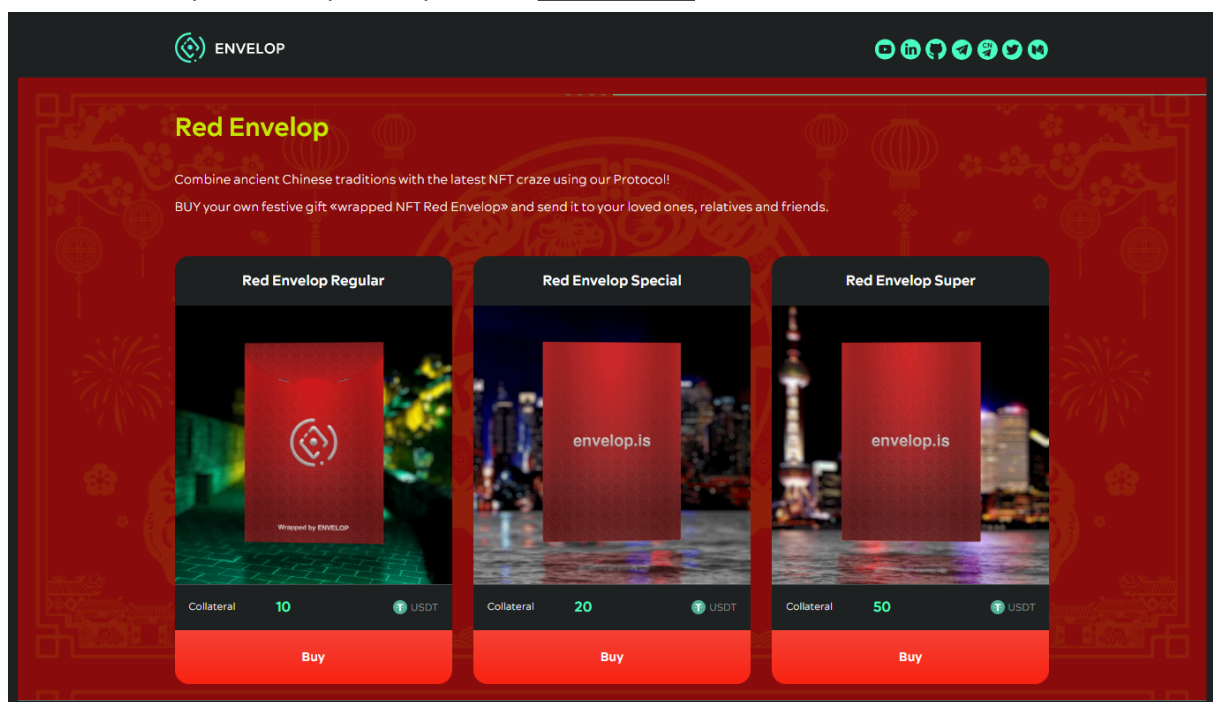 ENVELOP
CN
Red Envelop
Combine ancient Chinese traditions with the latest NFT craze using our Protocol!
BUY your own festive gift «wrapped NFT Red Envelop» and send it to your loved ones, relatives and friends.
Red Envelop Regular
Red Envelop Special
Red Envelop Super
Wrapped by ENVELOP
envelop.is
envelop.is
Collateral 10 USDT
Collateral 20 USDT
Collateral 50 USDT
Buy
Buy
Buy